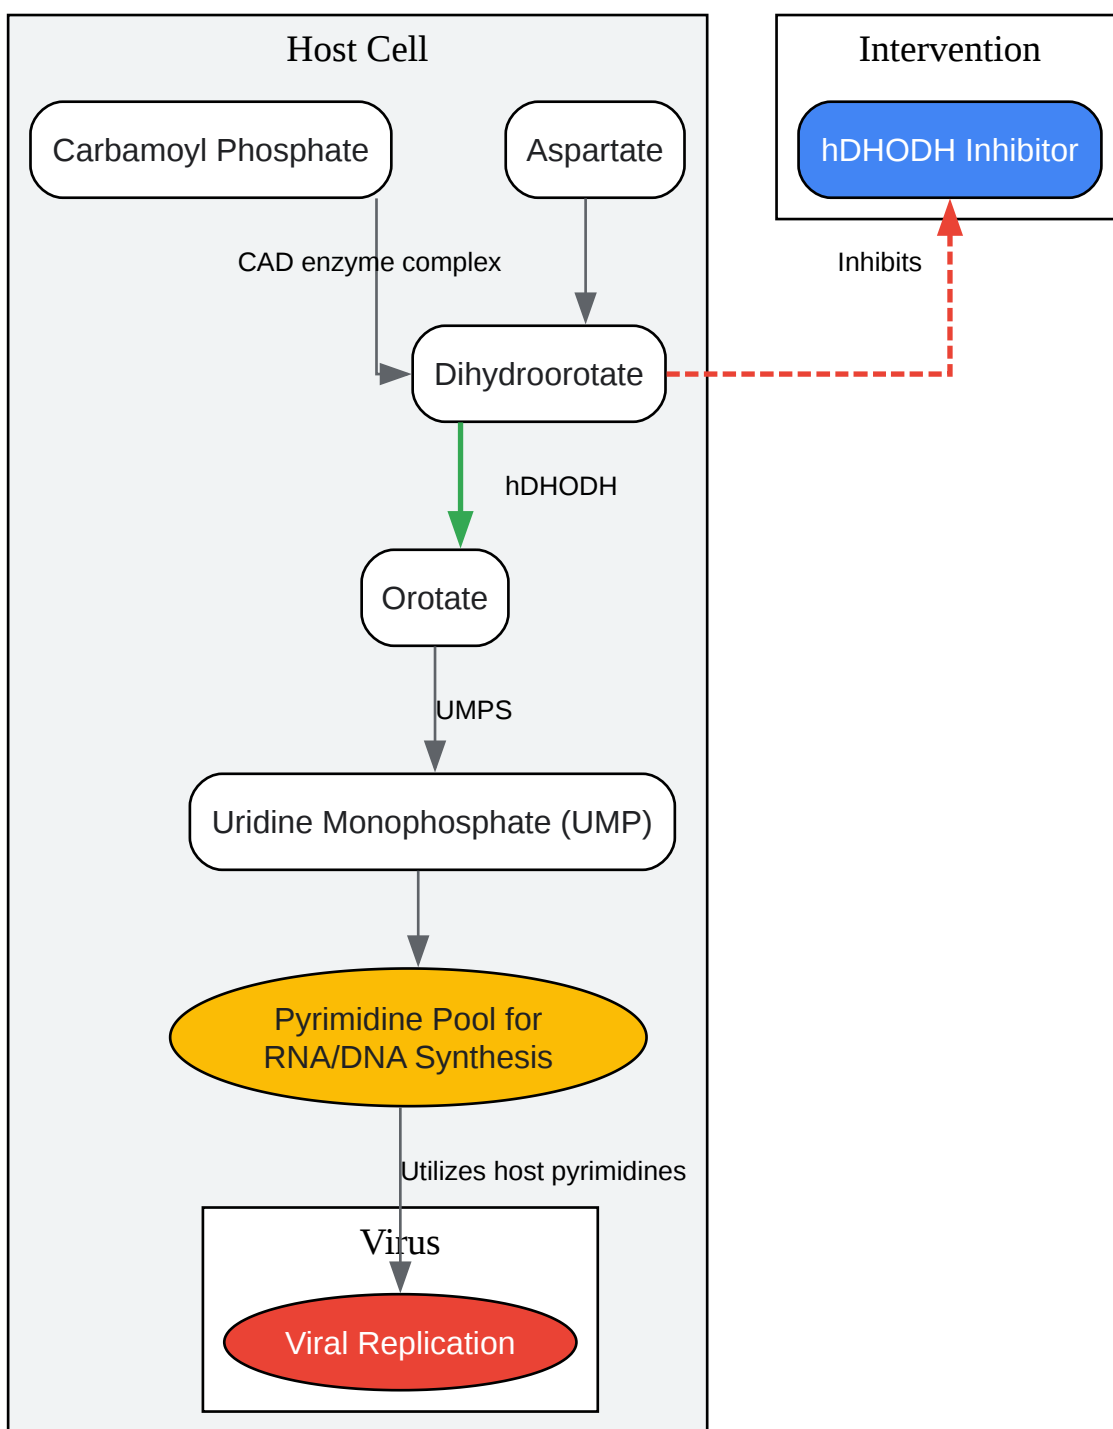 Host Cell
Intervention
Carbamoyl Phosphate
Aspartate
hDHODH Inhibitor
CAD enzyme complex
Inhibits
Dihydroorotate
hDHODH
Orotate
UMPS
Uridine Monophosphate (UMP)
Pyrimidine Pool for
RNA/DNA Synthesis
Utilizes host pyrimidines
Virus
Viral Replication